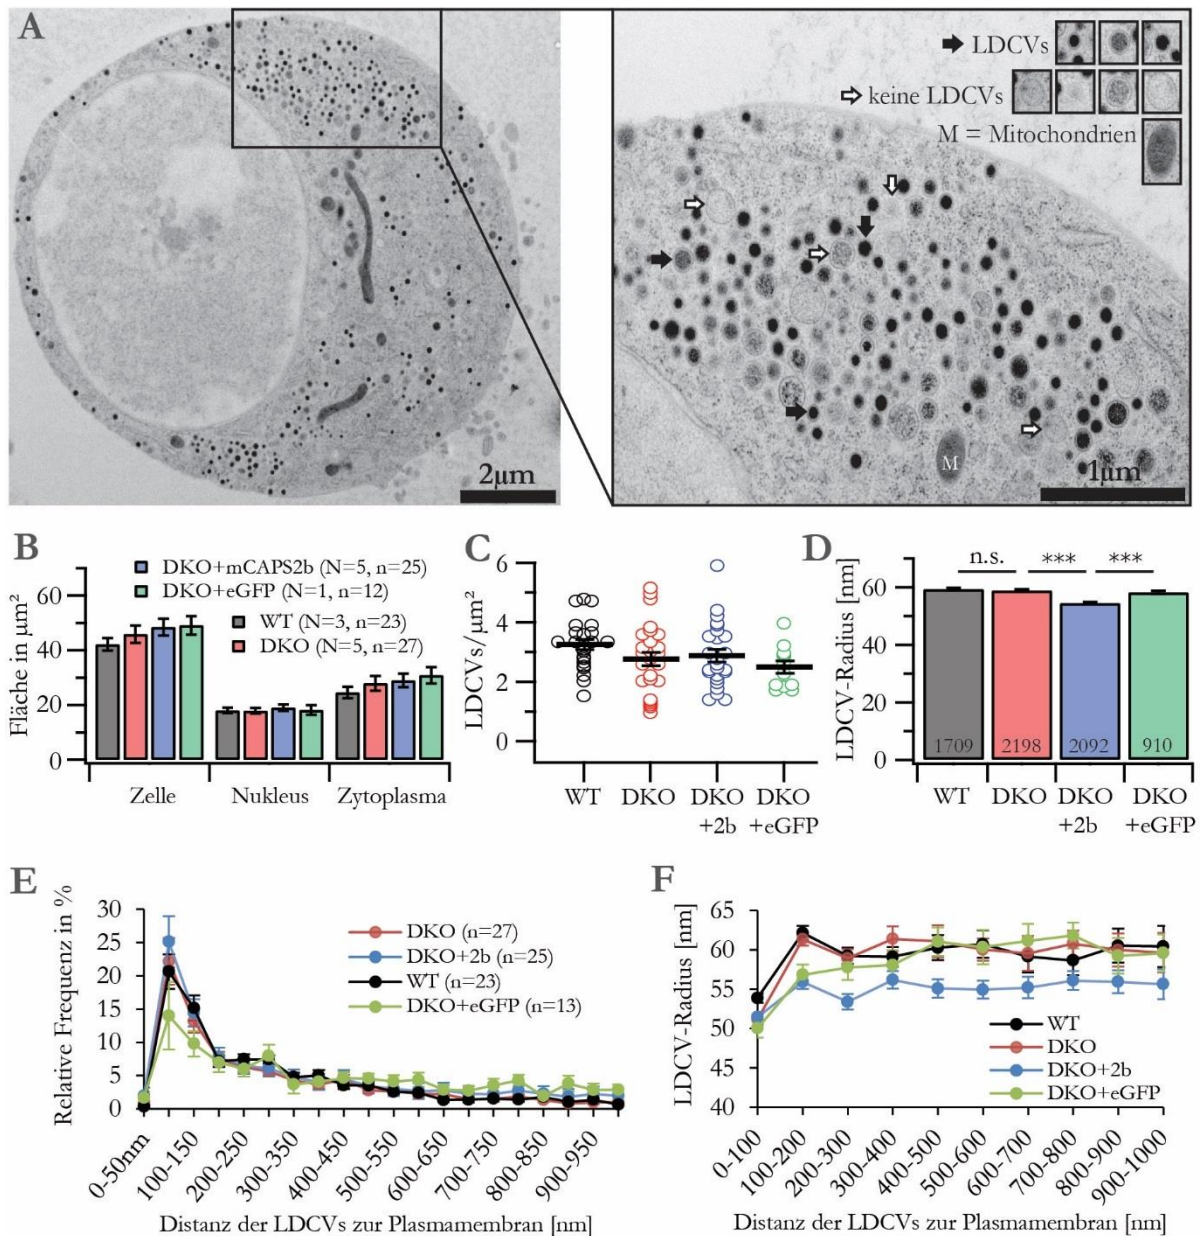 A
LDCVs
keine LDCVs
M = Mitochondrien
M
2µm
1µm
B
DKO+mCAPS2b (N=5, n=25)
DKO+eGFP (N=1, n=12)
WT (N=3, n=23)
DKO (N=5, n=27)
Fläche in µm²
60
40
20
0
Zelle Nukleus Zytoplasma
C
LDCVs/µm²
6
4
2
0
WT DKO DKO +2b DKO +eGFP
D
n.s. *** ***
LDCV-Radius [nm]
60
40
20
0
1709 2198 2092 910
WT DKO DKO +2b DKO +eGFP
E
Relative Frequenz in %
30
25
20
15
10
5
0
DKO (n=27)
DKO+2b (n=25)
WT (n=23)
DKO+eGFP (n=13)
0-50nm 100-150 200-250 300-350 400-450 500-550 600-650 700-750 800-850 900-950
Distanz der LDCVs zur Plasmamembran [nm]
F
LDCV-Radius [nm]
65
60
55
50
45
40
WT
DKO
DKO+2b
DKO+eGFP
0-100 100-200 200-300 300-400 400-500 500-600 600-700 700-800 800-900 900-1000
Distanz der LDCVs zur Plasmamembran [nm]